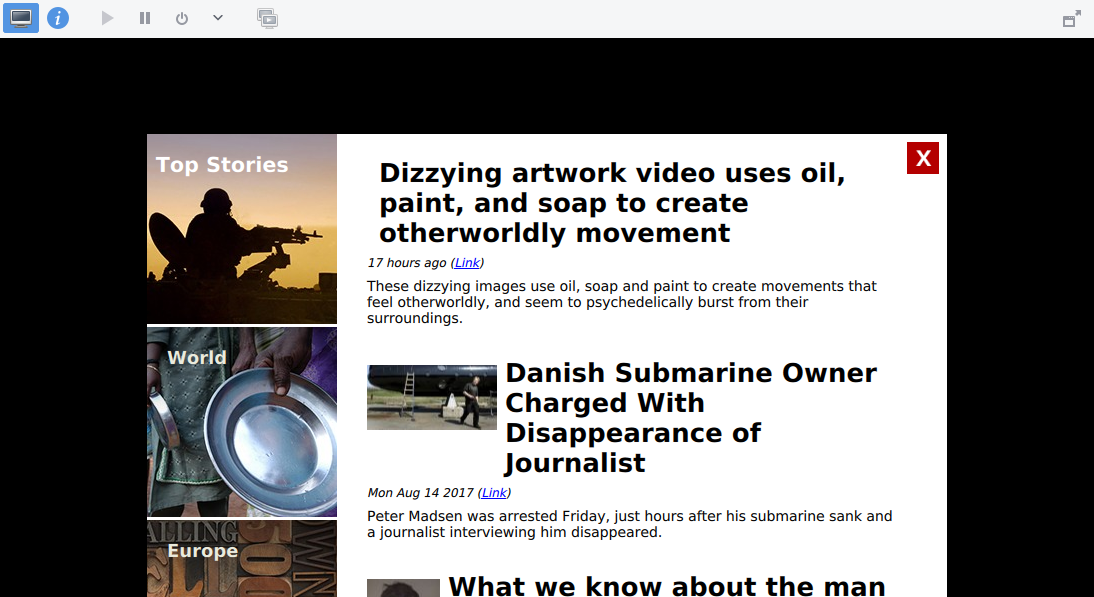 Top Stories
X
Dizzying artwork video uses oil,
paint, and soap to create
otherworldly movement
17 hours ago (Link)
These dizzying images use oil, soap and paint to create movements that
feel otherworldly, and seem to psychedelically burst from their
surroundings.
World
Danish Submarine Owner
Charged With
Disappearance of
Journalist
Mon Aug 14 2017 (Link)
Peter Madsen was arrested Friday, just hours after his submarine sank and
a journalist interviewing him disappeared.
Europe
What we know about the man